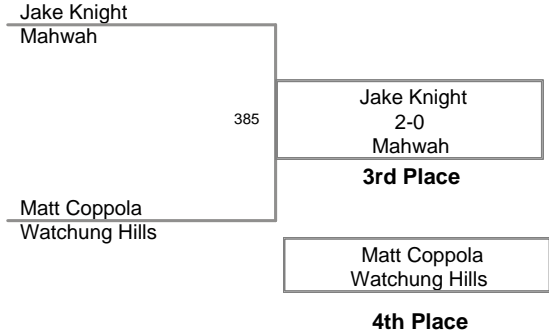 Jake Knight
Mahwah
385
Jake Knight
2-0
Mahwah
3rd Place
Matt Coppola
Watchung Hills
Matt Coppola
Watchung Hills
4th Place